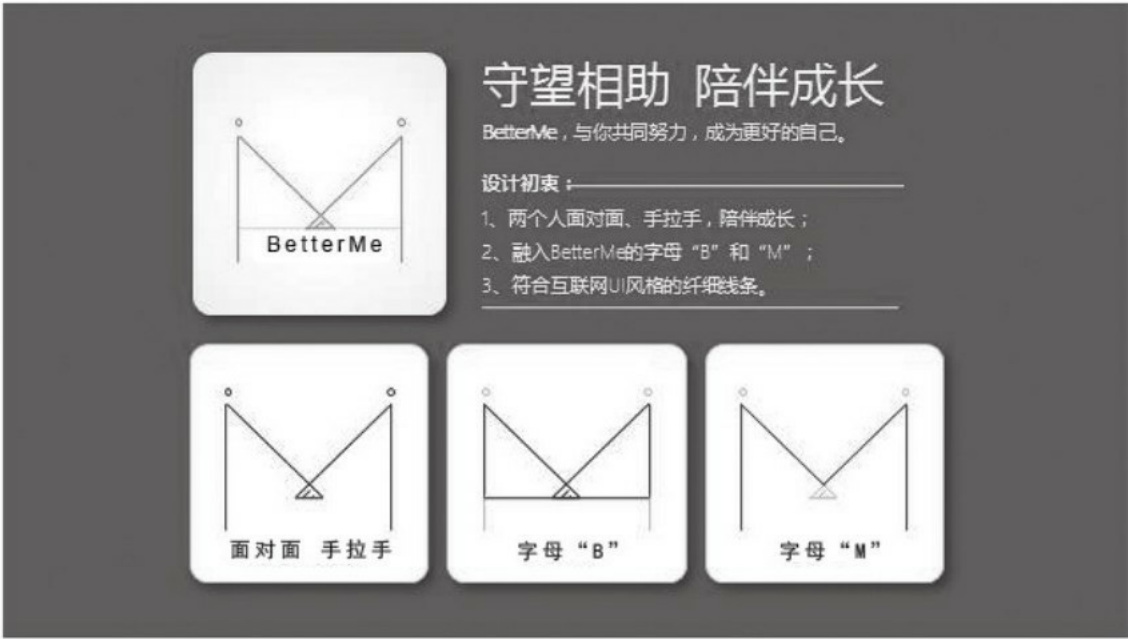 BetterMe
守望相助 陪伴成长
BetterMe，与你共同努力，成为更好的自己。
设计初衷：
1、两个人面对面、手拉手，陪伴成长；
2、融入BetterMe的字母“B”和“M”；
3、符合互联网UI风格的纤细线条。
面对面 手拉手
字母“B”
字母“M”